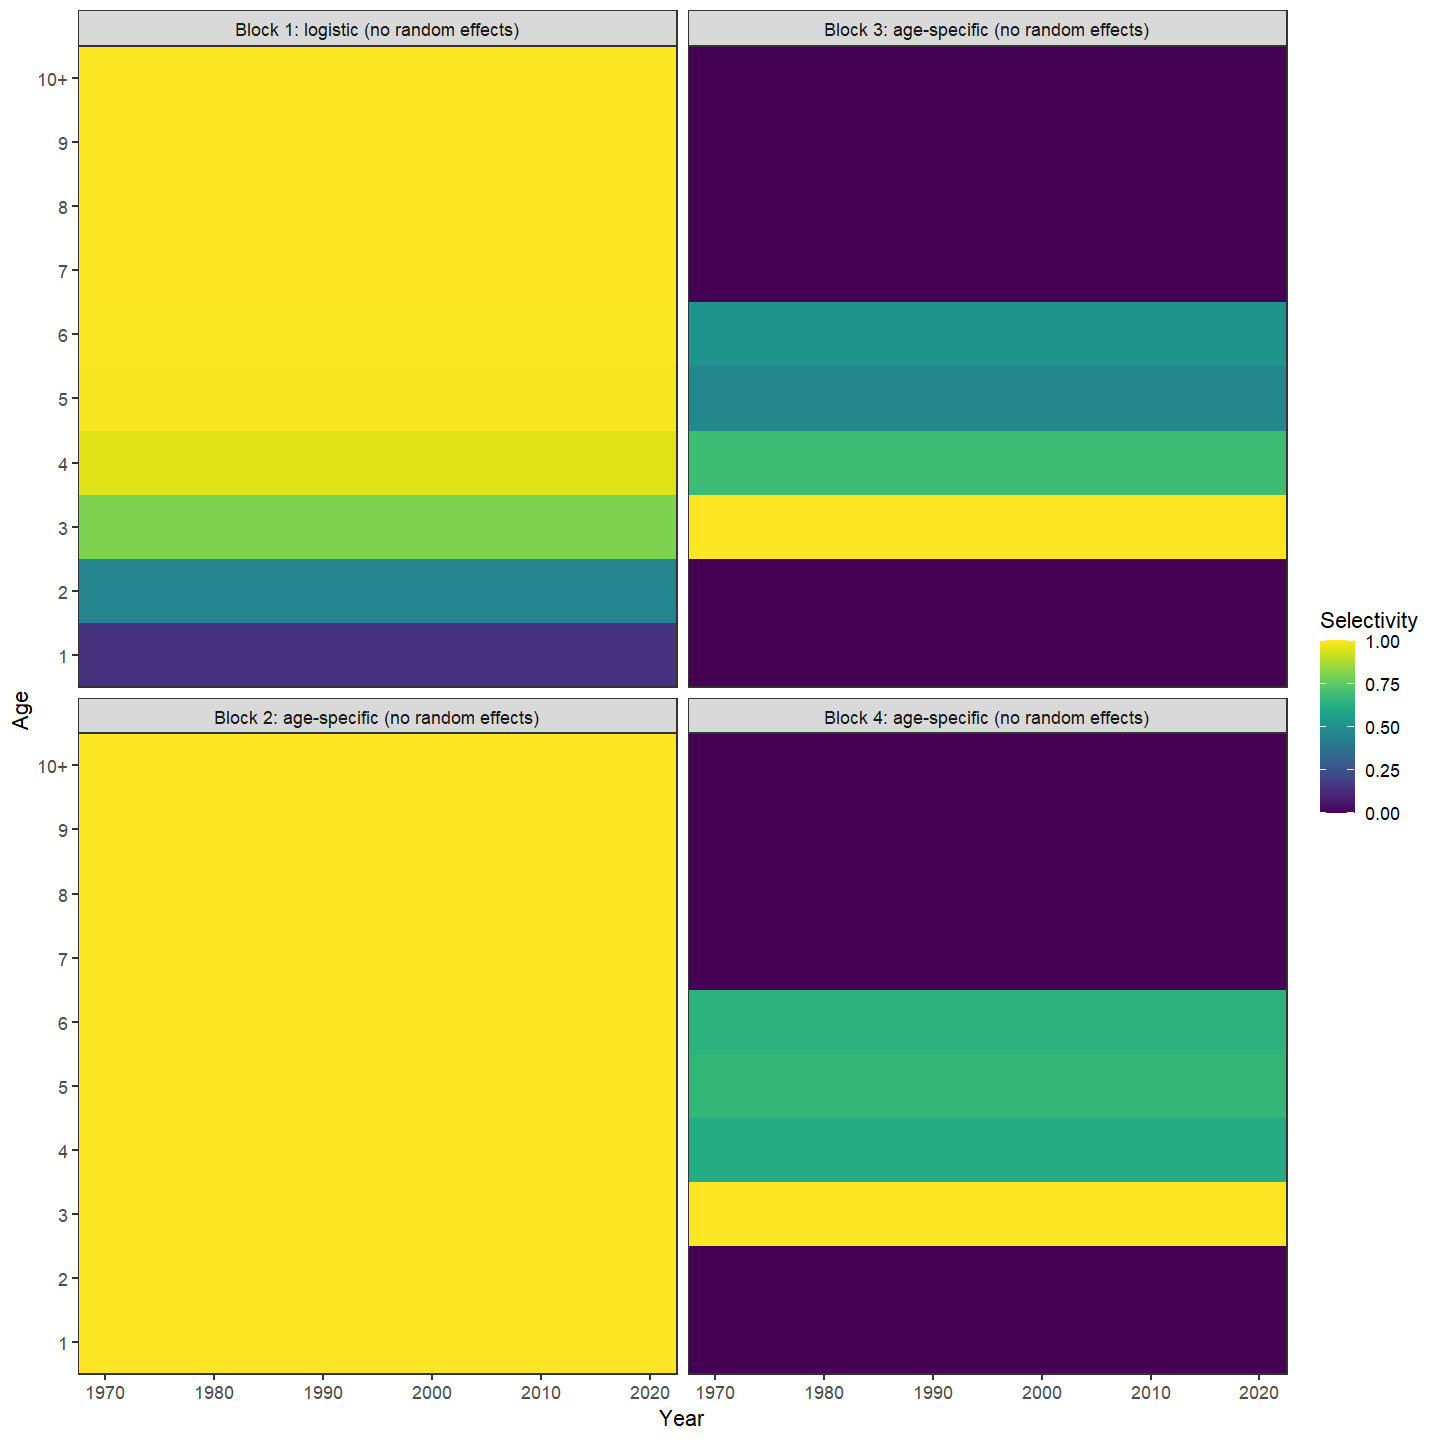 Block 1: logistic (no random effects)
Block 3: age-specific (no random effects)
10+
9
8
7
6
5
4
3
2
1
Age
Block 2: age-specific (no random effects)
Block 4: age-specific (no random effects)
10+
9
8
7
6
5
4
3
2
1
1970 1980 1990 2000 2010 2020
1970 1980 1990 2000 2010 2020
Year
Selectivity
1.00
0.75
0.50
0.25
0.00